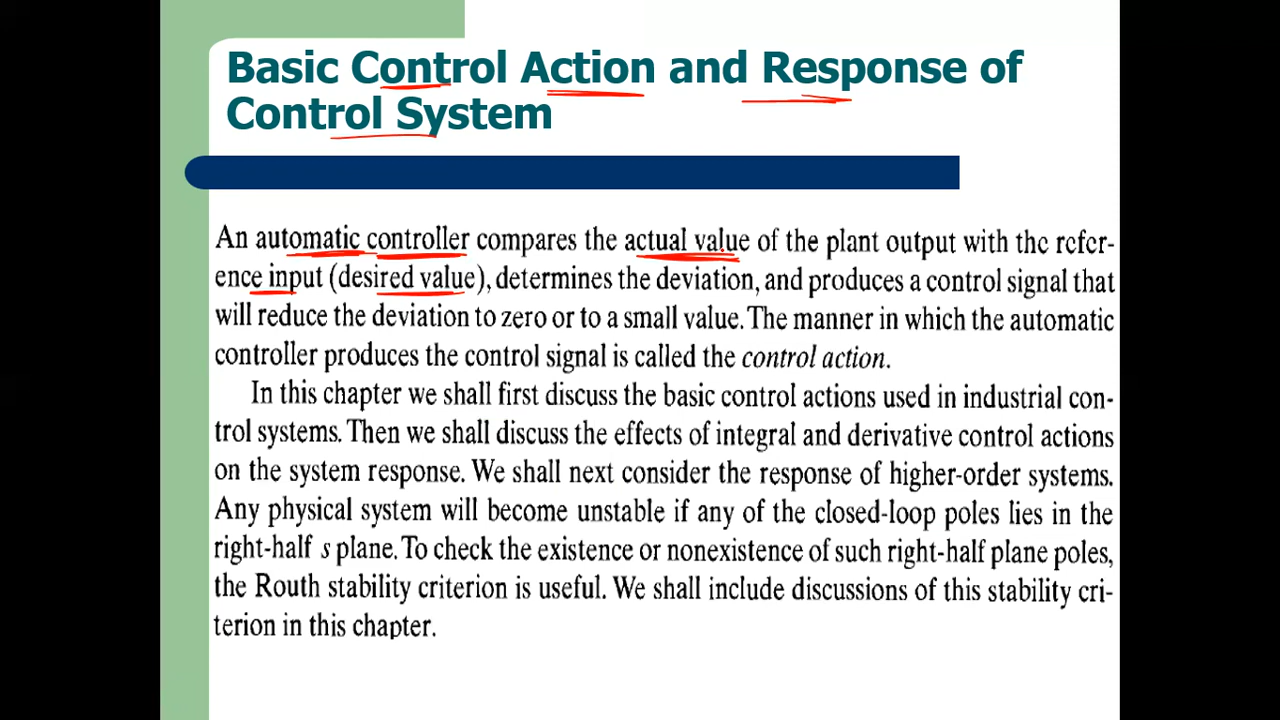 Basic Control Action and Response of
Control System
An automatic controller compares the actual value of the plant output with the refer-
ence input (desired value), determines the deviation, and produces a control signal that
will reduce the deviation to zero or to a small value. The manner in which the automatic
controller produces the control signal is called the control action.
In this chapter we shall first discuss the basic control actions used in industrial con-
trol systems. Then we shall discuss the effects of integral and derivative control actions
on the system response. We shall next consider the response of higher-order systems.
Any physical system will become unstable if any of the closed-loop poles lies in the
right-half s plane. To check the existence or nonexistence of such right-half plane poles,
the Routh stability criterion is useful. We shall include discussions of this stability cri-
terion in this chapter.